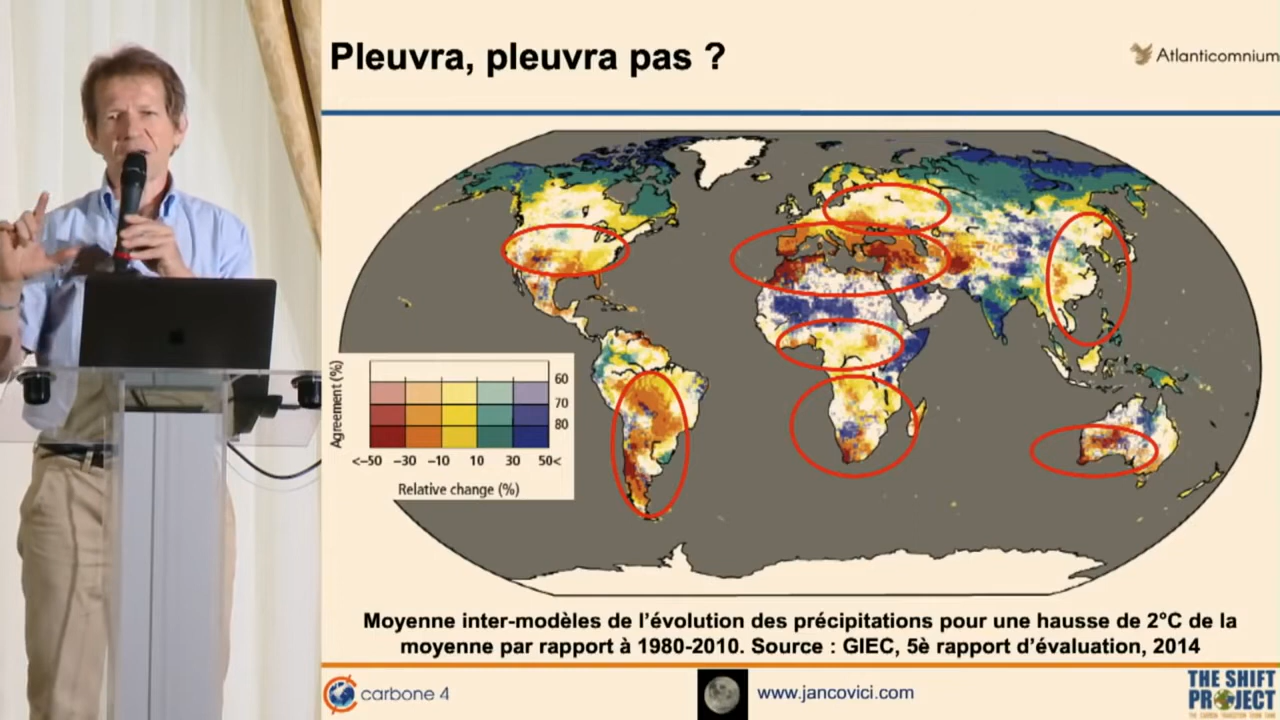 Pleuvra, pleuvra pas ?
Atlanticomnium
Agreement (%)
60
70
80
<–50 –30 –10 10 30 50<
Relative change (%)
Moyenne inter-modèles de l'évolution des précipitations pour une hausse de 2°C de la
moyenne par rapport à 1980-2010. Source : GIEC, 5è rapport d'évaluation, 2014
carbone 4
www.jancovici.com
THE SHIFT
PROJECT